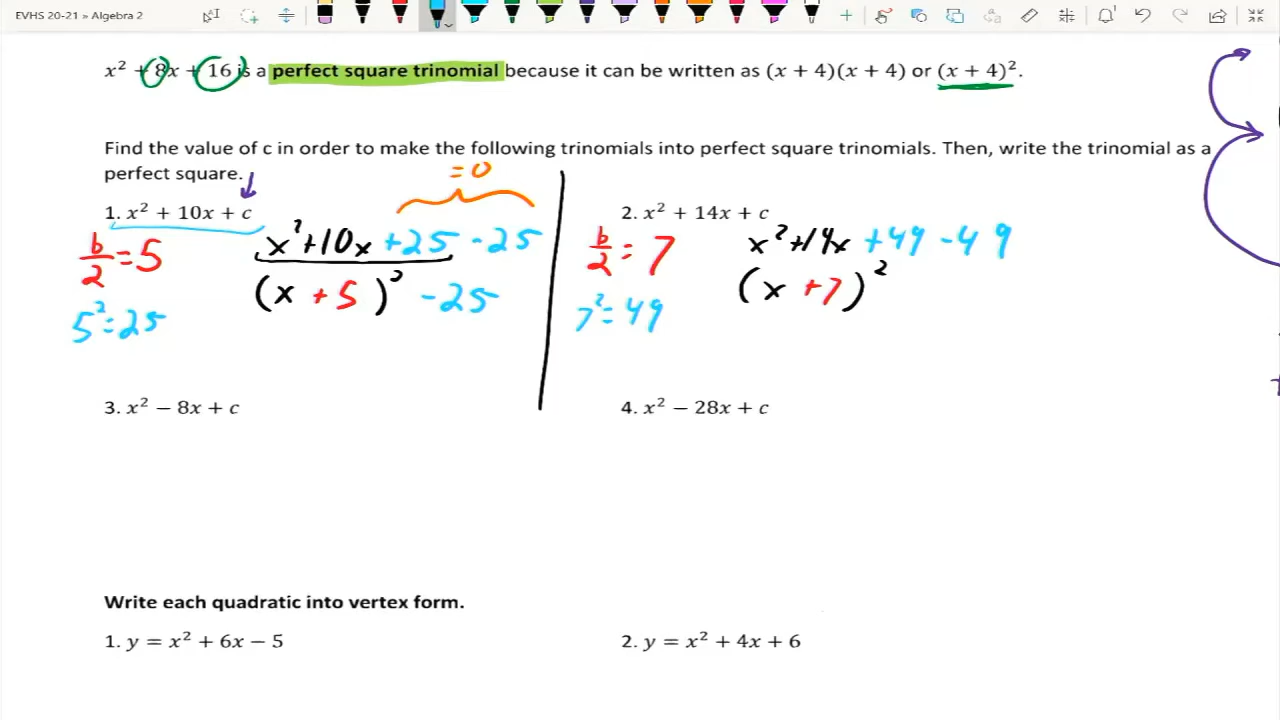 EVHS 20-21 » Algebra 2
x² + 8x + 16 is a perfect square trinomial because it can be written as (x + 4)(x + 4) or (x + 4)².
Find the value of c in order to make the following trinomials into perfect square trinomials. Then, write the trinomial as a
perfect square.
= 0
1. x² + 10x + c
x² + 10x + 25 - 25
b/2 = 5
(x + 5)² - 25
5² = 25
2. x² + 14x + c
x² + 14x + 49 - 49
b/2 = 7
(x + 7)²
7² = 49
3. x² − 8x + c
4. x² − 28x + c
Write each quadratic into vertex form.
1. y = x² + 6x − 5
2. y = x² + 4x + 6